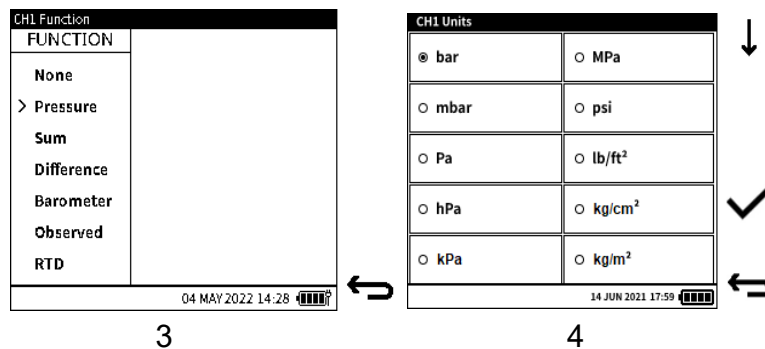 CH1 Function
FUNCTION
None
> Pressure
Sum
Difference
Barometer
Observed
RTD
04 MAY 2022 14:28
3
CH1 Units
bar
MPa
mbar
psi
Pa
lb/ft²
hPa
kg/cm²
kPa
kg/m²
14 JUN 2021 17:59
4